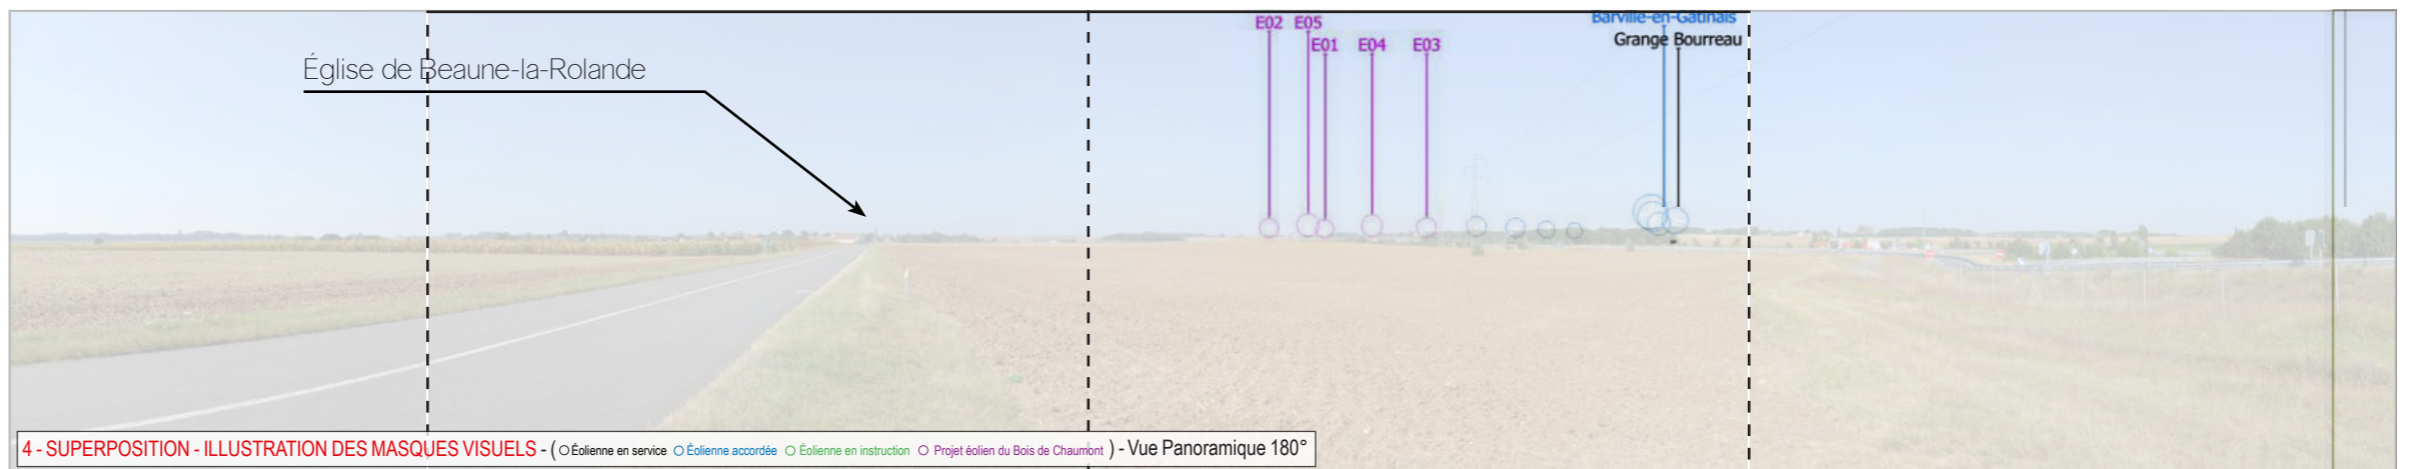 E02 E05
Barville-en-Gâtinais
E01 E04 E03
Grange Bourreau
Église de Beaune-la-Rolande
4 - SUPERPOSITION - ILLUSTRATION DES MASQUES VISUELS - ( Éolienne en service Éolienne accordée Éolienne en instruction Projet éolien du Bois de Chaumont ) - Vue Panoramique 180°